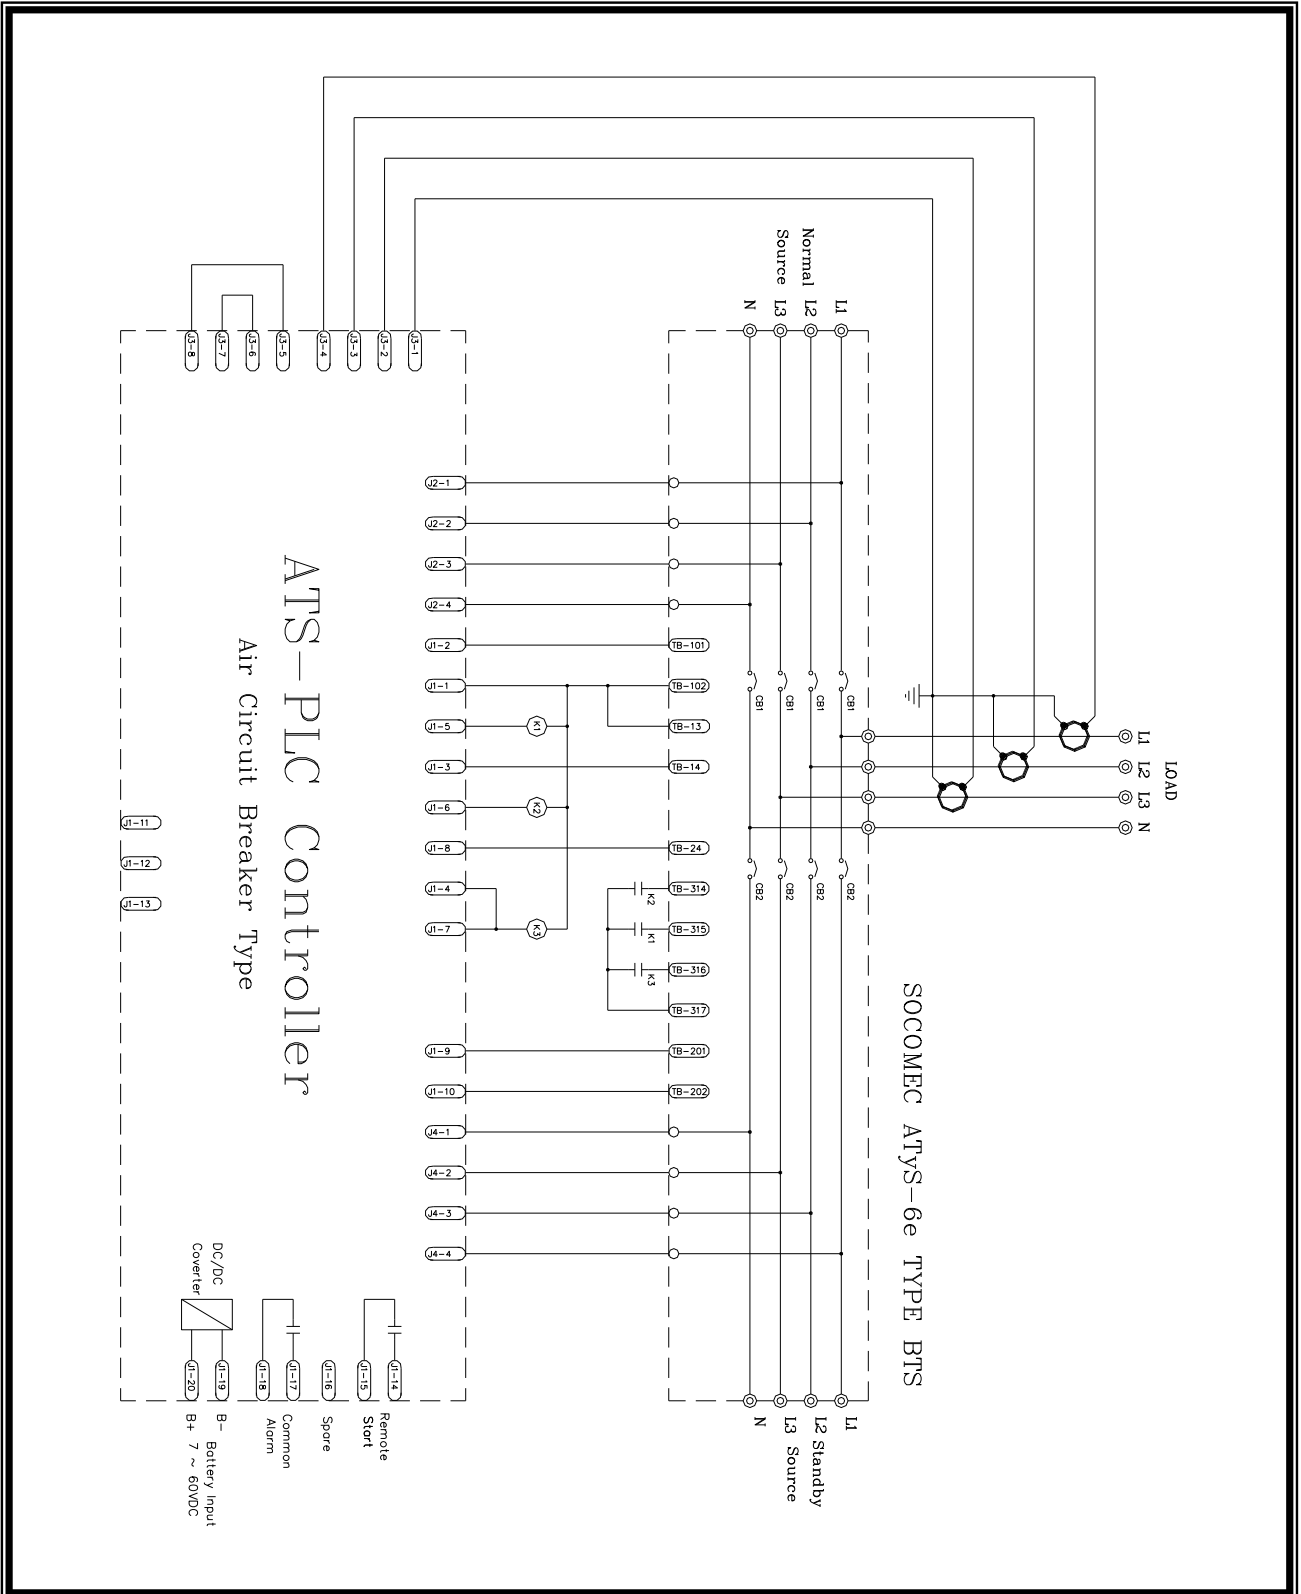 Normal
Source
L1
L2
L3
N
L1
L2
L3
N
LOAD
CB1
CB1
CB1
CB1
CB2
CB2
CB2
CB2
SOCOMEC ATyS-6e TYPE BTS
L1
L2 Standby
L3 Source
N
TB-101
TB-102
TB-13
TB-14
TB-24
TB-314
TB-315
TB-316
TB-317
TB-201
TB-202
K2
K1
K3
K1
K2
K3
J3-1
J3-2
J3-3
J3-4
J3-5
J3-6
J3-7
J3-8
J2-1
J2-2
J2-3
J2-4
J1-2
J1-1
J1-5
J1-3
J1-6
J1-8
J1-4
J1-7
J1-9
J1-10
J4-1
J4-2
J4-3
J4-4
ATS-PLC Controller
Air Circuit Breaker Type
J1-11
J1-12
J1-13
J1-14
J1-15
J1-16
J1-17
J1-18
J1-19
J1-20
Remote
Start
Spare
Common
Alarm
DC/DC
Coverter
B- Battery Input
B+ 7 ~ 60VDC